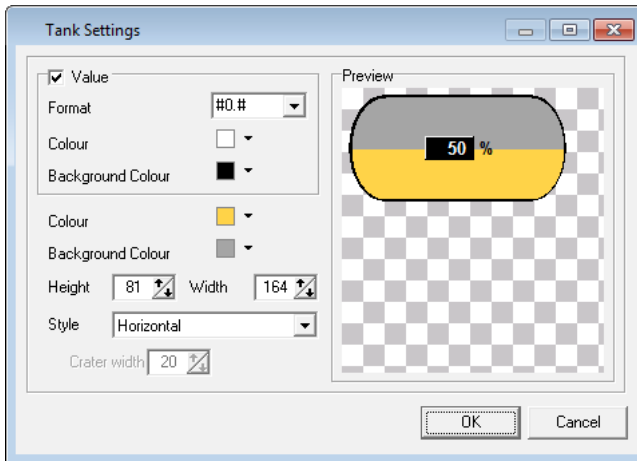 Tank Settings
Value
Format #0.#
Colour
Background Colour
Colour
Background Colour
Height 81 Width 164
Style Horizontal
Crater width 20
Preview
50 %
OK Cancel